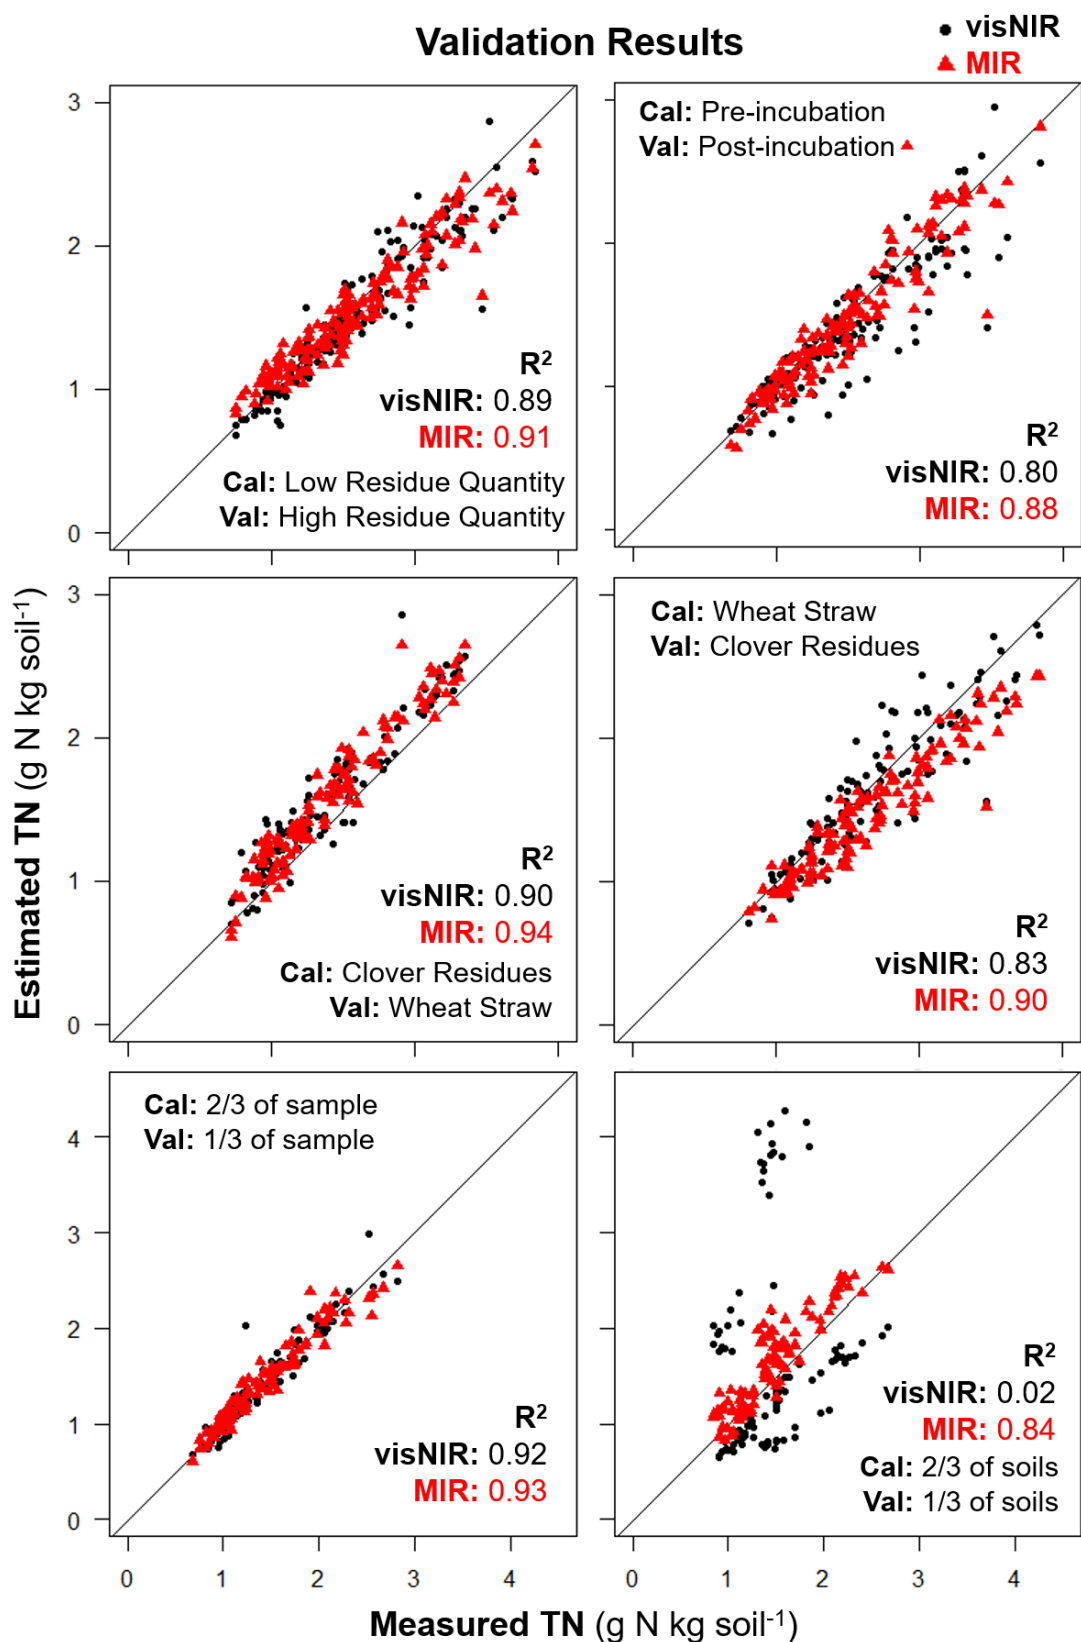 Validation Results
visNIR
MIR
3
2
1
0
R²
visNIR: 0.89
MIR: 0.91
Cal: Low Residue Quantity
Val: High Residue Quantity
Cal: Pre-incubation
Val: Post-incubation
R²
visNIR: 0.80
MIR: 0.88
Estimated TN (g N kg soil⁻¹)
3
2
1
0
R²
visNIR: 0.90
MIR: 0.94
Cal: Clover Residues
Val: Wheat Straw
Cal: Wheat Straw
Val: Clover Residues
R²
visNIR: 0.83
MIR: 0.90
4
3
2
1
0
Cal: 2/3 of sample
Val: 1/3 of sample
R²
visNIR: 0.92
MIR: 0.93
R²
visNIR: 0.02
MIR: 0.84
Cal: 2/3 of soils
Val: 1/3 of soils
0 1 2 3 4
0 1 2 3 4
Measured TN (g N kg soil⁻¹)